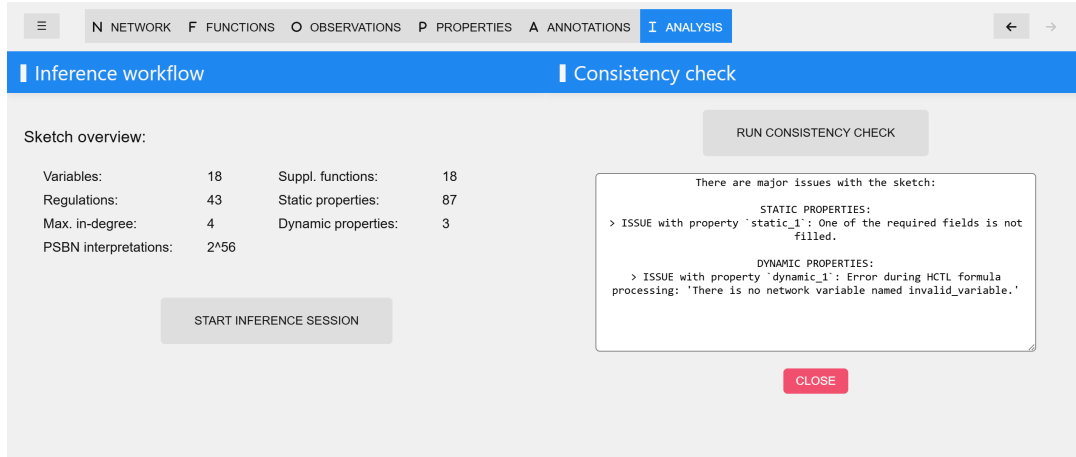 ☰ N NETWORK F FUNCTIONS O OBSERVATIONS P PROPERTIES A ANNOTATIONS I ANALYSIS ← →
Inference workflow
Sketch overview:
Variables: 18 Suppl. functions: 18
Regulations: 43 Static properties: 87
Max. in-degree: 4 Dynamic properties: 3
PSBN interpretations: 2^56
START INFERENCE SESSION
Consistency check
RUN CONSISTENCY CHECK
There are major issues with the sketch:
STATIC PROPERTIES:
> ISSUE with property `static_1`: One of the required fields is not
filled.
DYNAMIC PROPERTIES:
> ISSUE with property `dynamic_1`: Error during HCTL formula
processing: 'There is no network variable named invalid_variable.'
CLOSE